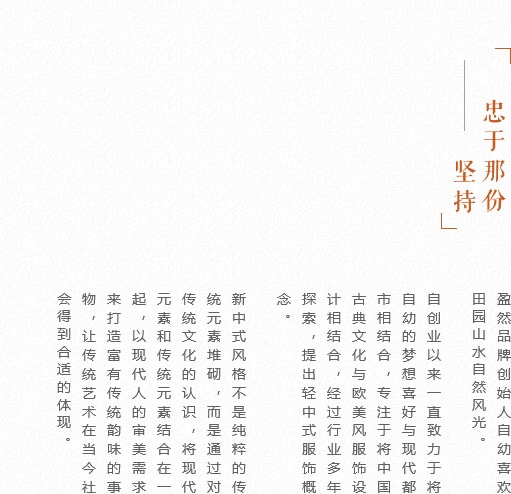 忠于那份
坚持
盈然品牌创始人自幼喜欢
田园山水自然风光。
自创业以来一直致力于将
自幼的梦想喜好与现代都
市相结合，专注于将中国
古典文化与欧美风服饰设
计相结合，经过行业多年
探索，提出轻中式服饰概
念。
新中式风格不是纯粹的传
统元素堆砌，而是通过对
传统文化的认识，将现代
元素和传统元素结合在一
起，以现代人的审美需求
来打造富有传统韵味的事
物，让传统艺术在当今社
会得到合适的体现。